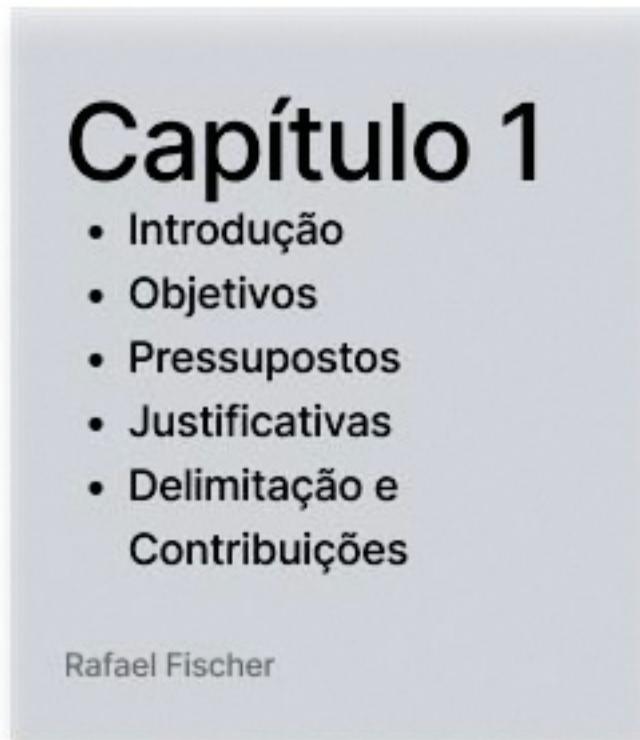 Capítulo 1
• Introdução
• Objetivos
• Pressupostos
• Justificativas
• Delimitação e
Contribuições
Rafael Fischer